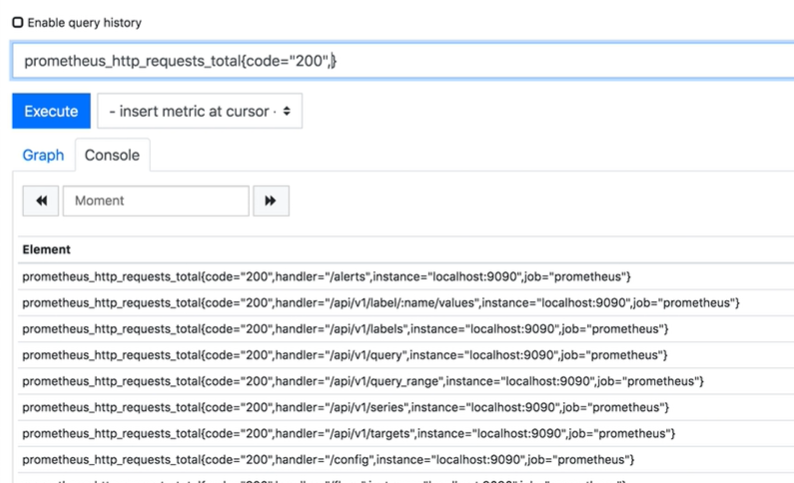 Enable query history
prometheus_http_requests_total{code="200",}
Execute
- insert metric at cursor -
Graph
Console
Moment
Element
prometheus_http_requests_total{code="200",handler="/alerts",instance="localhost:9090",job="prometheus"}
prometheus_http_requests_total{code="200",handler="/api/v1/label/:name/values",instance="localhost:9090",job="prometheus"}
prometheus_http_requests_total{code="200",handler="/api/v1/labels",instance="localhost:9090",job="prometheus"}
prometheus_http_requests_total{code="200",handler="/api/v1/query",instance="localhost:9090",job="prometheus"}
prometheus_http_requests_total{code="200",handler="/api/v1/query_range",instance="localhost:9090",job="prometheus"}
prometheus_http_requests_total{code="200",handler="/api/v1/series",instance="localhost:9090",job="prometheus"}
prometheus_http_requests_total{code="200",handler="/api/v1/targets",instance="localhost:9090",job="prometheus"}
prometheus_http_requests_total{code="200",handler="/config",instance="localhost:9090",job="prometheus"}